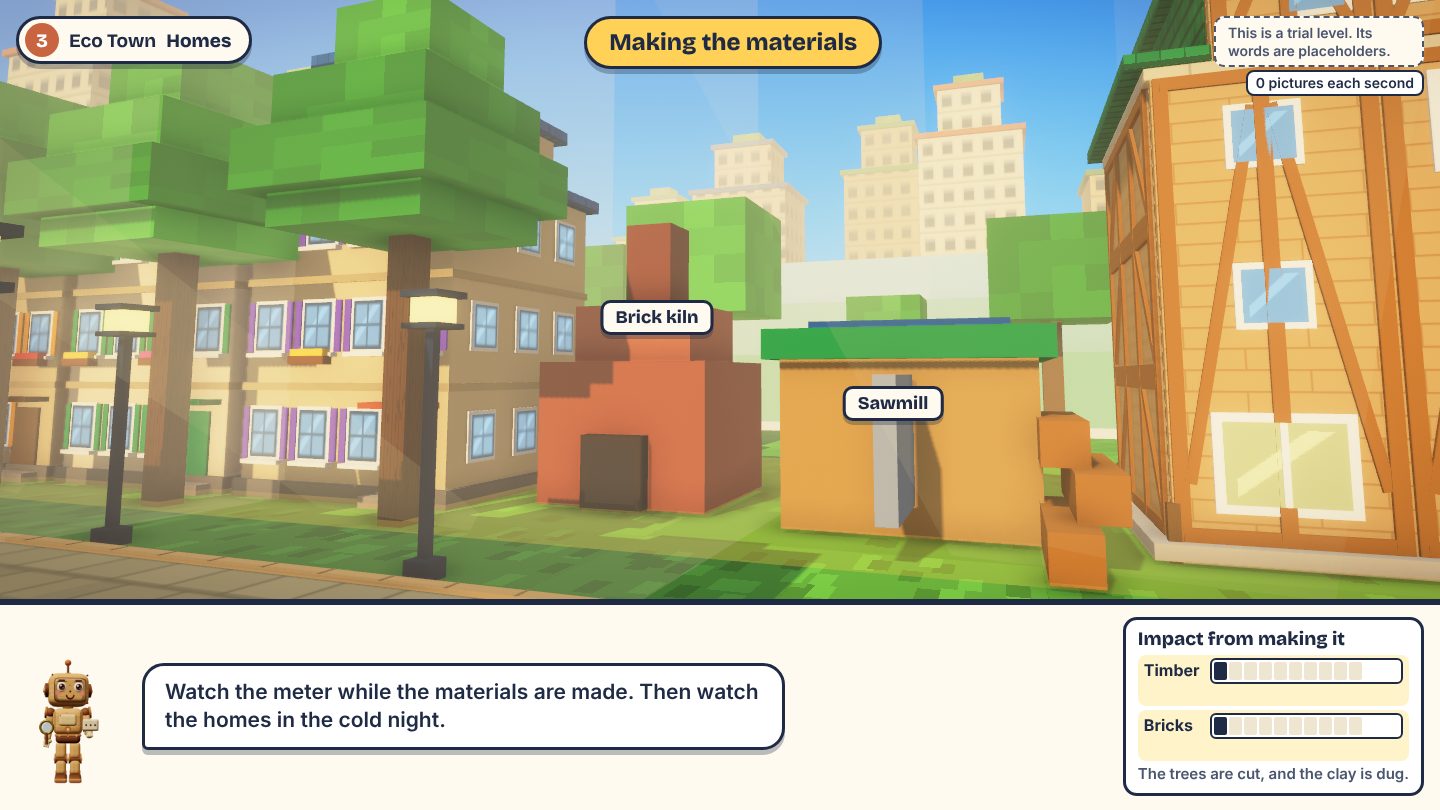 3 Eco Town Homes
Making the materials
This is a trial level. Its
words are placeholders.
0 pictures each second
Brick kiln
Sawmill
Watch the meter while the materials are made. Then watch
the homes in the cold night.
Impact from making it
Timber
Bricks
The trees are cut, and the clay is dug.